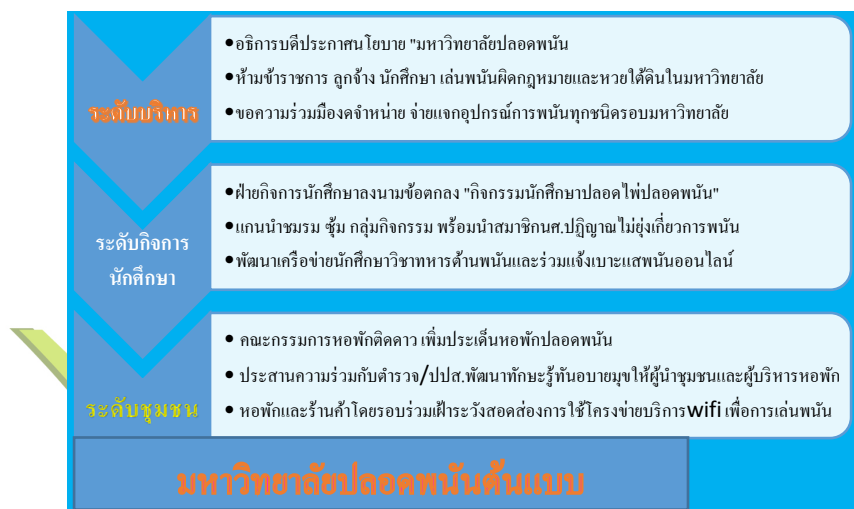 ระดับบริหาร
•อธิการบดีประกาศนโยบาย "มหาวิทยาลัยปลอดพนัน
•ห้ามข้าราชการ ลูกจ้าง นักศึกษา เล่นพนันผิดกฎหมายและหวยใต้ดินในมหาวิทยาลัย
•ขอความร่วมมืองดจำหน่าย จ่ายแจกอุปกรณ์การพนันทุกชนิดรอบมหาวิทยาลัย
ระดับกิจการ
นักศึกษา
•ฝ่ายกิจการนักศึกษาลงนามข้อตกลง "กิจกรรมนักศึกษาปลอดไพ่ปลอดพนัน"
•แกนนำชมรม ซุ้ม กลุ่มกิจกรรม พร้อมนำสมาชิกนศ.ปฏิญาณไม่ยุ่งเกี่ยวการพนัน
•พัฒนาเครือข่ายนักศึกษาวิชาทหารต้านพนันและร่วมแจ้งเบาะแสพนันออนไลน์
ระดับชุมชน
• คณะกรรมการหอพักติดดาว เพิ่มประเด็นหอพักปลอดพนัน
• ประสานความร่วมกับตำรวจ/ปปส.พัฒนาทักษะรู้ทันอบายมุขให้ผู้นำชุมชนและผู้บริหารหอพัก
• หอพักและร้านค้าโดยรอบร่วมเฝ้าระวังสอดส่องการใช้โครงข่ายบริการwifi เพื่อการเล่นพนัน
มหาวิทยาลัยปลอดพนันต้นแบบ